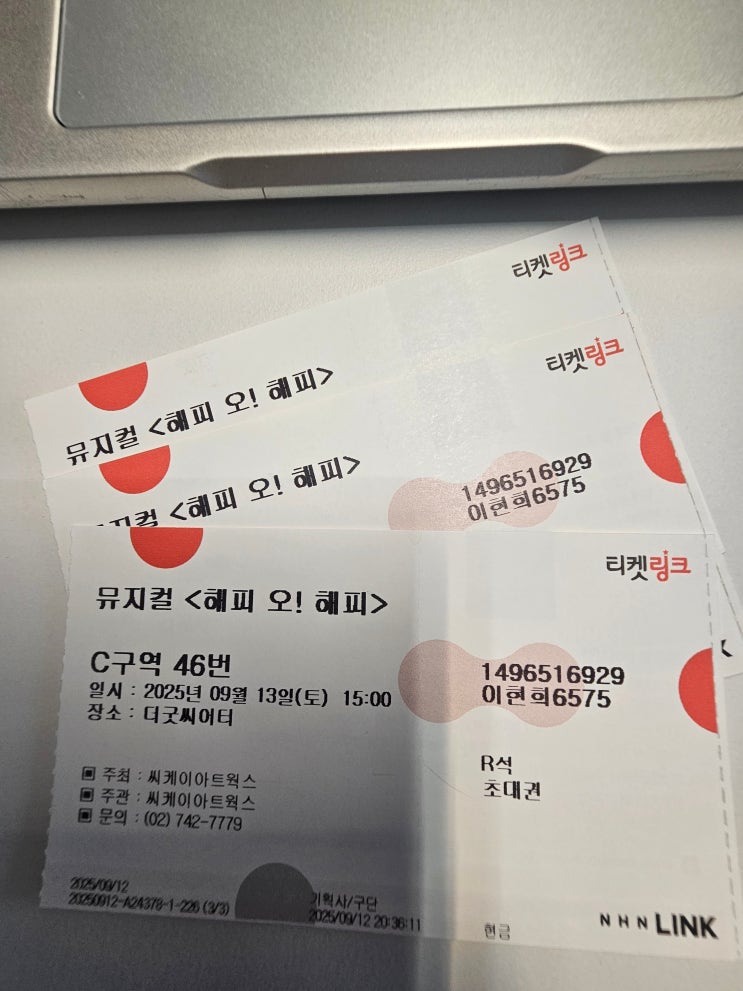 티켓링크
뮤지컬 <해피 오! 해피>
티켓링크
뮤지컬 <해피 오! 해피>
1496516929
이현희6575
티켓링크
뮤지컬 <해피 오! 해피>
C구역 46번
일시 : 2025년 09월 13일(토) 15:00
장소 : 더굿씨어터
1496516929
이현희6575
R석
초대권
▣ 주최 : 씨케이아트웍스
▣ 주관 : 씨케이아트웍스
▣ 문의 : (02) 742-7779
2025/09/12
20250912-A24378-1-226 (3/3)
기획사/구단
2025/09/12 20:36:11
현금
NHN LINK